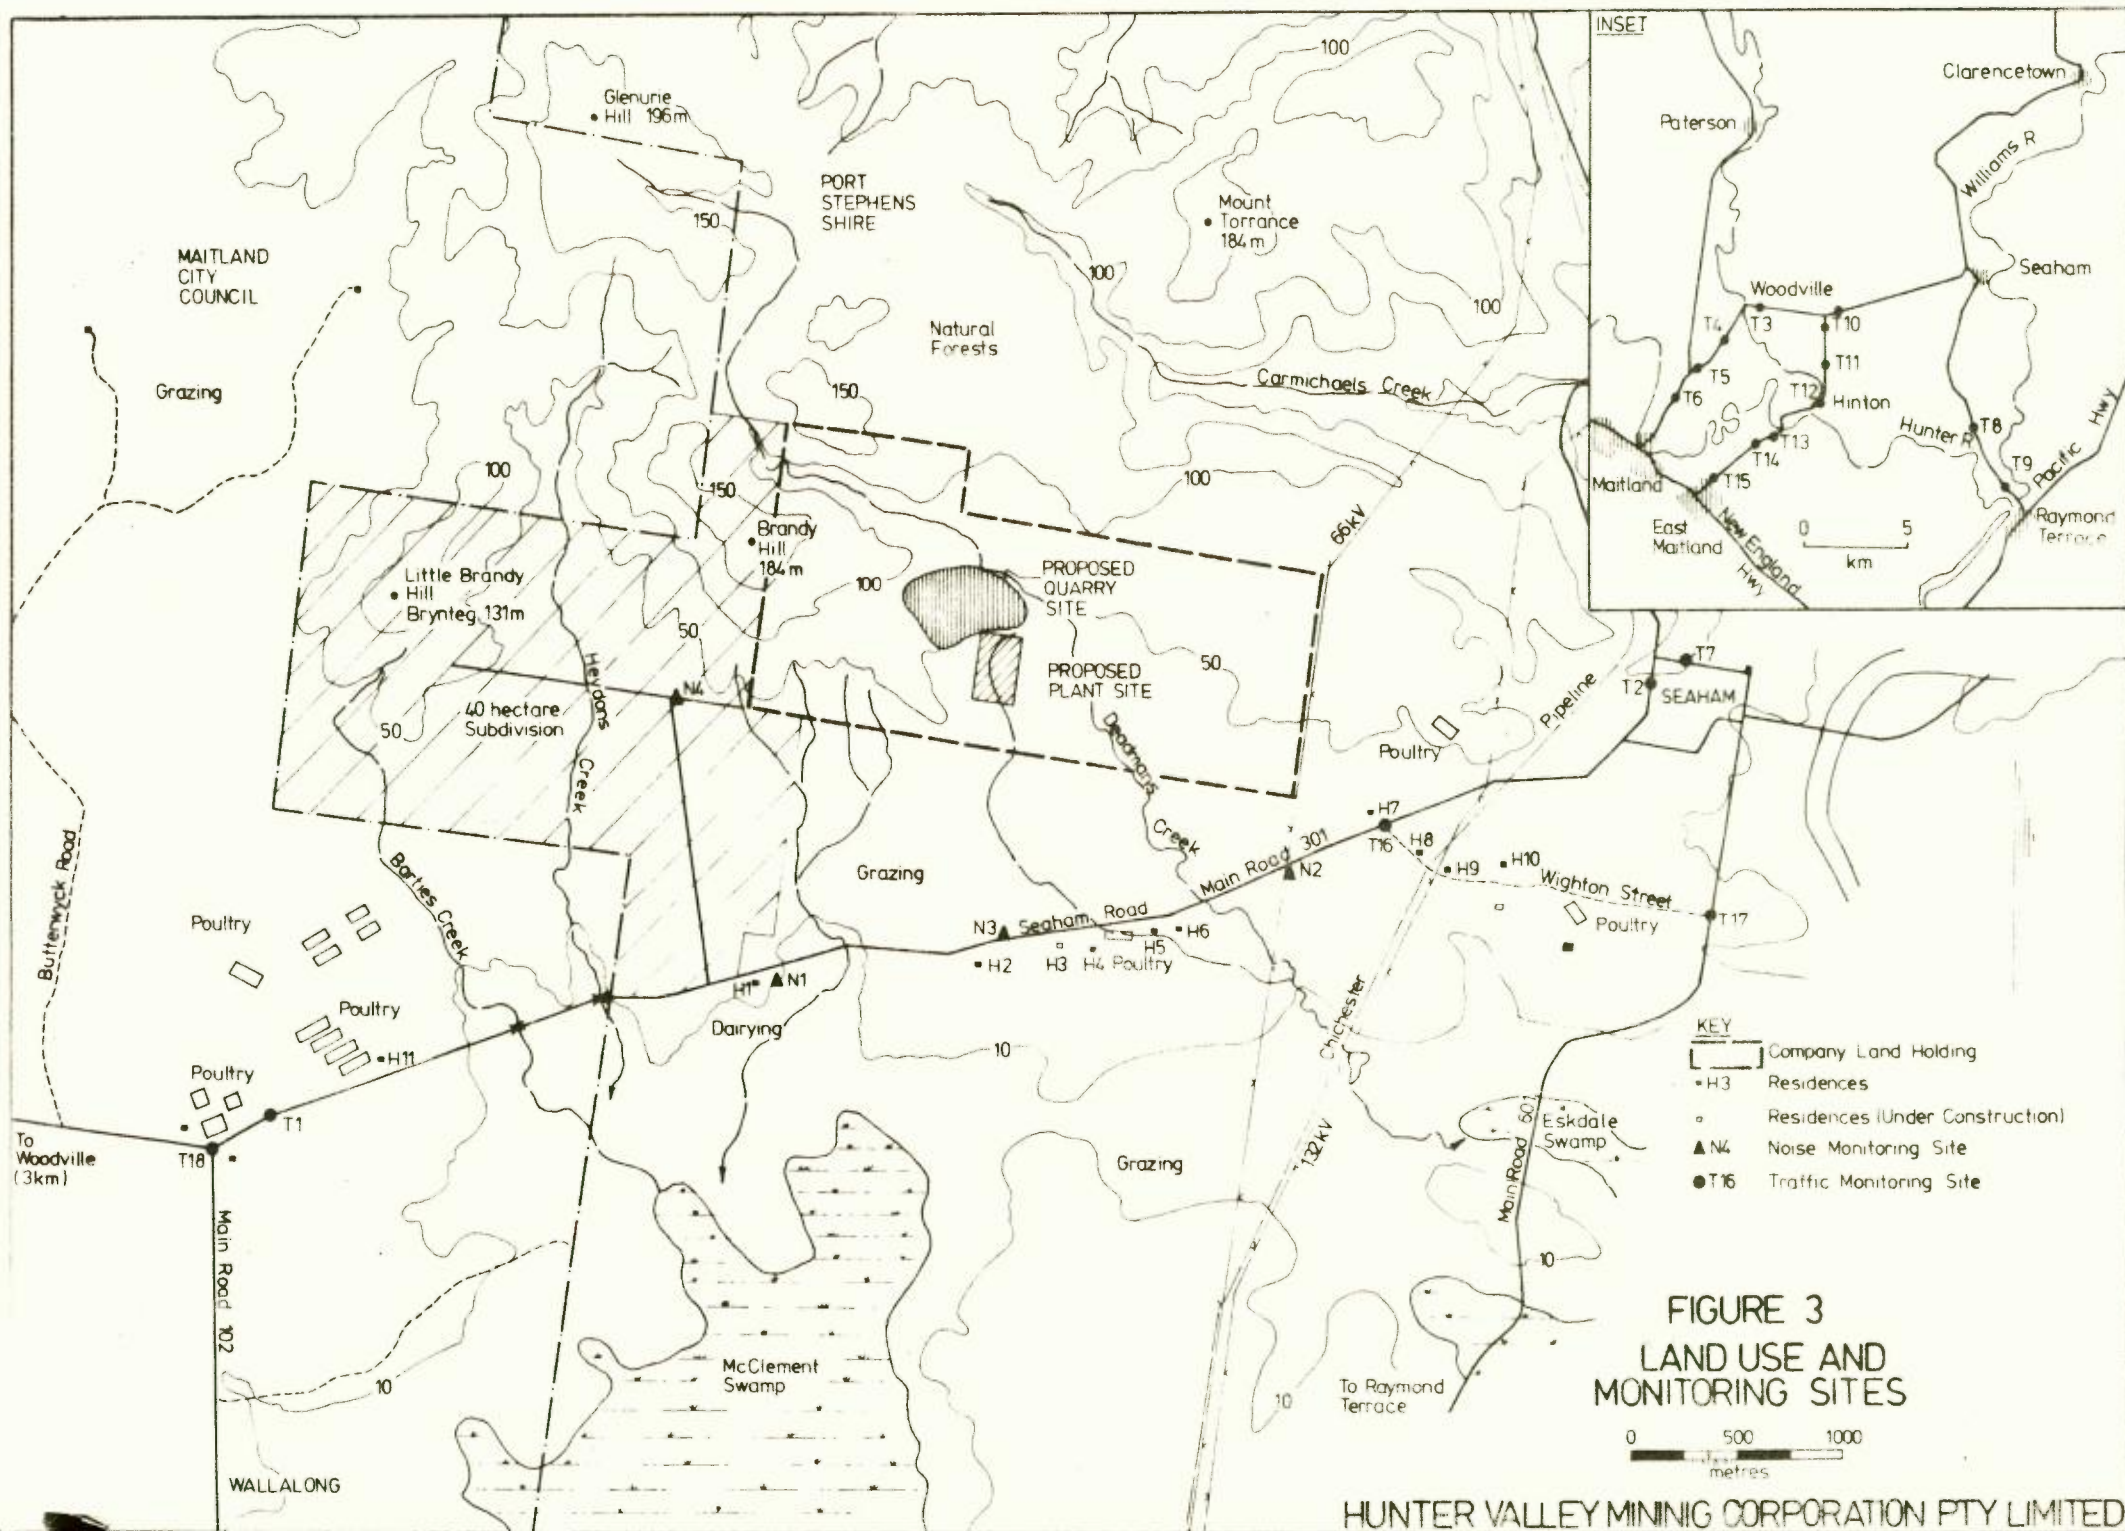 INSET
Clarencetown
Paterson
Williams R
Seaham
Woodville
T3
T4
T10
T5
T11
T6
T12
Hinton
Hunter R
T8
T13
T14
T9
Pacific Hwy
T15
Maitland
East
Maitland
New England
Hwy
Raymond
Terrace
0 5
km
100
Glenurie
Hill 196m
150
PORT
STEPHENS
SHIRE
Mount
Torrance
184m
MAITLAND
CITY
COUNCIL
100
100
Natural
Forests
Grazing
Carmichaels Creek
150
100
150
100
Brandy
Hill
184m
66kV
Little Brandy
Hill
Brynteg 131m
100
PROPOSED
QUARRY
SITE
50
50
PROPOSED
PLANT SITE
T7
T2
SEAHAM
Heydons
Creek
N4
40 hectare
Subdivision
50
Deadmans
Creek
Pipeline
Poultry
H7
Main Road 301
T16
H8
H9
H10
Wighton Street
N2
T17
Poultry
Grazing
Butterwyck Road
Barties Creek
Poultry
N3
Seaham Road
H2
H3
H4
Poultry
H5
H6
H1
N1
Dairying
Poultry
H11
Poultry
10
Chichester
T1
To
Woodville
(3km)
T18
Grazing
132kV
Main Road 601
Eskdale
Swamp
KEY
Company Land Holding
H3 Residences
Residences (Under Construction)
N4 Noise Monitoring Site
T16 Traffic Monitoring Site
Main Road 102
10
10
McClement
Swamp
10
To Raymond
Terrace
WALLALONG
FIGURE 3
LAND USE AND
MONITORING SITES
0 500 1000
metres
HUNTER VALLEY MININIG CORPORATION PTY LIMITED